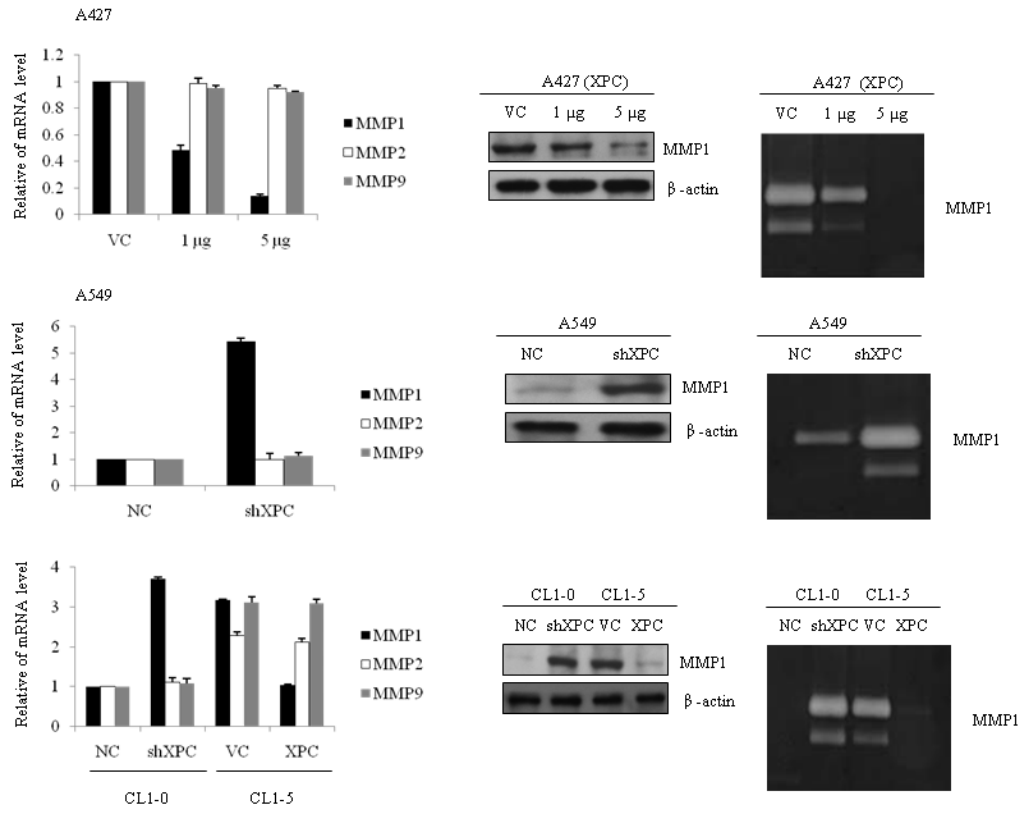 A427
Relative of mRNA level
1.2
1
0.8
0.6
0.4
0.2
0
VC 1 μg 5 μg
MMP1
MMP2
MMP9
A427 (XPC)
VC 1 μg 5 μg
MMP1
β-actin
A427 (XPC)
VC 1 μg 5 μg
MMP1
A549
Relative of mRNA level
6
5
4
3
2
1
0
NC shXPC
MMP1
MMP2
MMP9
A549
NC shXPC
MMP1
β-actin
A549
NC shXPC
MMP1
Relative of mRNA level
4
3
2
1
0
NC shXPC VC XPC
CL1-0 CL1-5
MMP1
MMP2
MMP9
CL1-0 CL1-5
NC shXPC VC XPC
MMP1
β-actin
CL1-0 CL1-5
NC shXPC VC XPC
MMP1